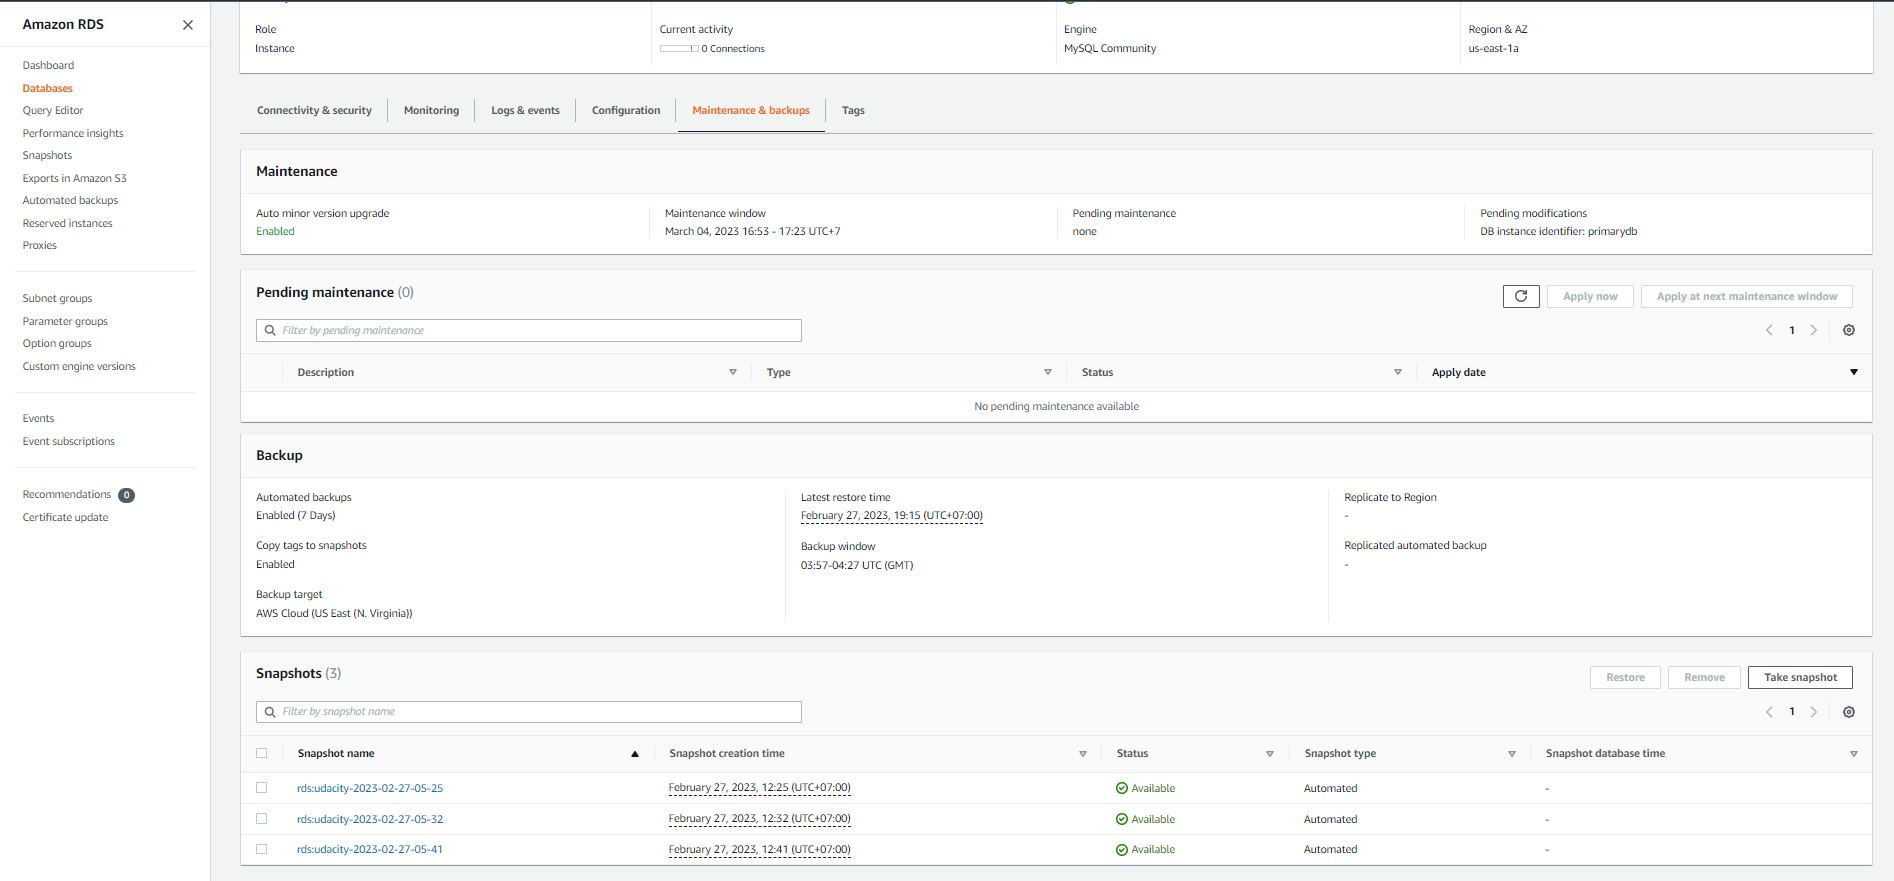 Amazon RDS
Dashboard
Databases
Query Editor
Performance insights
Snapshots
Exports in Amazon S3
Automated backups
Reserved instances
Proxies
Subnet groups
Parameter groups
Option groups
Custom engine versions
Events
Event subscriptions
Recommendations 0
Certificate update
Role
Instance
Current activity
0 Connections
Engine
MySQL Community
Region & AZ
us-east-1a
Connectivity & security Monitoring Logs & events Configuration Maintenance & backups Tags
Maintenance
Auto minor version upgrade
Enabled
Maintenance window
March 04, 2023 16:53 - 17:23 UTC+7
Pending maintenance
none
Pending modifications
DB instance identifier: primarydb
Pending maintenance (0)
Apply now Apply at next maintenance window
Filter by pending maintenance
1
Description Type Status Apply date
No pending maintenance available
Backup
Automated backups
Enabled (7 Days)
Copy tags to snapshots
Enabled
Backup target
AWS Cloud (US East (N. Virginia))
Latest restore time
February 27, 2023, 19:15 (UTC+07:00)
Backup window
03:57-04:27 UTC (GMT)
Replicate to Region
-
Replicated automated backup
-
Snapshots (3)
Restore Remove Take snapshot
Filter by snapshot name
1
Snapshot name Snapshot creation time Status Snapshot type Snapshot database time
rds:udacity-2023-02-27-05-25 February 27, 2023, 12:25 (UTC+07:00) Available Automated -
rds:udacity-2023-02-27-05-32 February 27, 2023, 12:32 (UTC+07:00) Available Automated -
rds:udacity-2023-02-27-05-41 February 27, 2023, 12:41 (UTC+07:00) Available Automated -